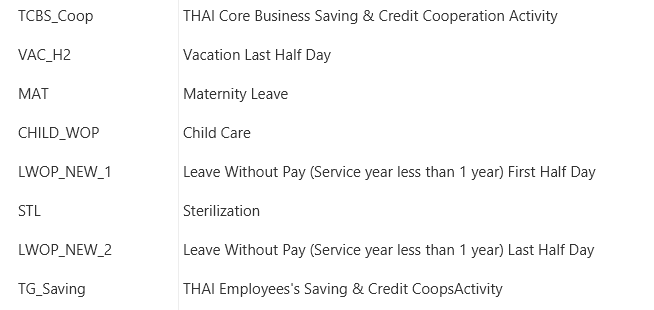 TCBS_Coop THAI Core Business Saving & Credit Cooperation Activity
VAC_H2 Vacation Last Half Day
MAT Maternity Leave
CHILD_WOP Child Care
LWOP_NEW_1 Leave Without Pay (Service year less than 1 year) First Half Day
STL Sterilization
LWOP_NEW_2 Leave Without Pay (Service year less than 1 year) Last Half Day
TG_Saving THAI Employees's Saving & Credit CoopsActivity